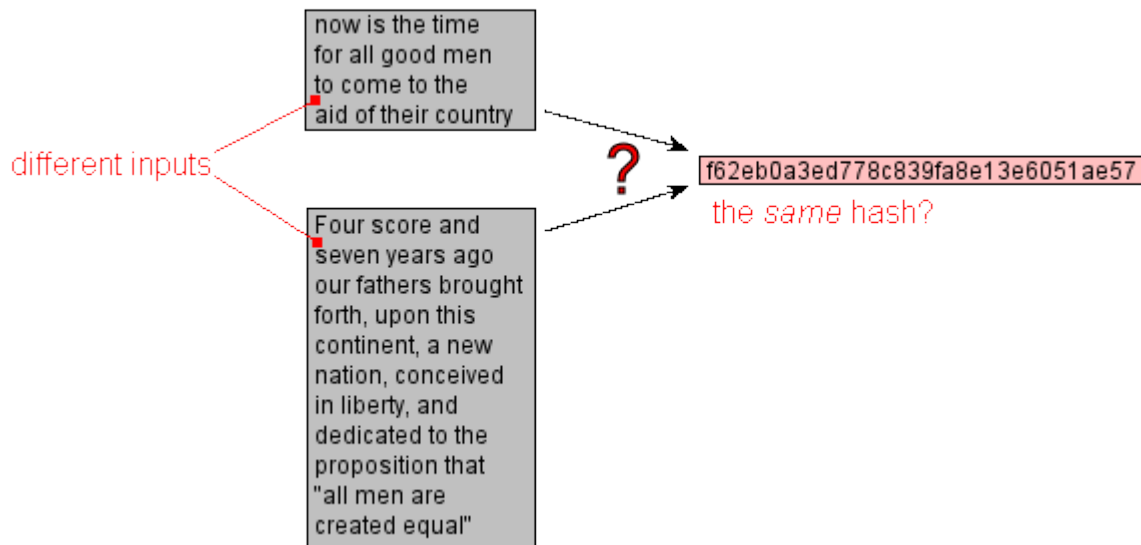 now is the time
for all good men
to come to the
aid of their country
different inputs
?
f62eb0a3ed778c839fa8e13e6051ae57
the same hash?
Four score and
seven years ago
our fathers brought
forth, upon this
continent, a new
nation, conceived
in liberty, and
dedicated to the
proposition that
"all men are
created equal"